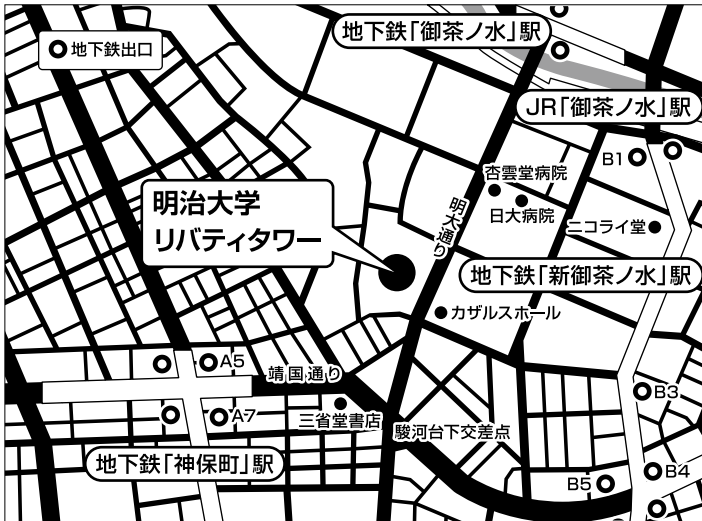 地下鉄「御茶ノ水」駅
地下鉄出口
JR「御茶ノ水」駅
B1
杏雲堂病院
日大病院
明治大学
リバティタワー
明大通り
ニコライ堂
地下鉄「新御茶ノ水」駅
カザルスホール
A5
靖国通り
B3
A7
三省堂書店
駿河台下交差点
地下鉄「神保町」駅
B4
B5